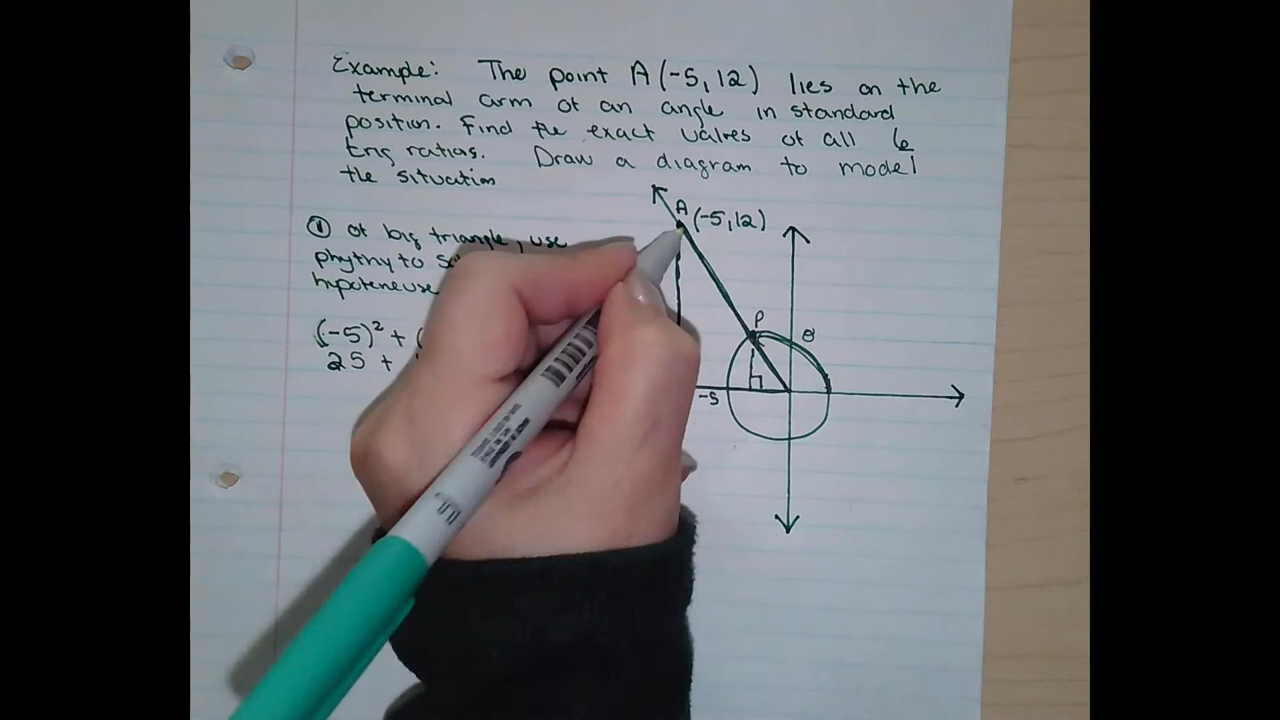 Example: The point A(-5, 12) lies on the
terminal arm of an angle in standard
position. Find the exact values of all 6
trig ratios. Draw a diagram to model
the situation
① of big triangle, use
phythy to
hypoteneuse
(-5)² + (
25 +
A (-5, 12)
P
θ
-5